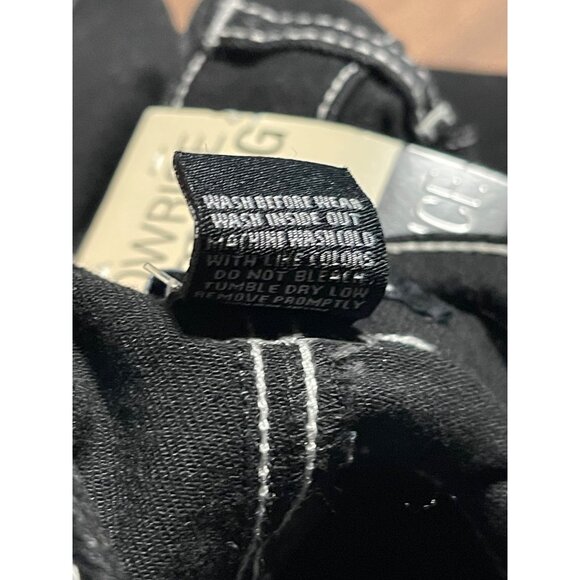 WASH BEFORE WEAR
WASH INSIDE OUT
MACHINE WASH COLD
WITH LIKE COLORS
DO NOT BLEACH
TUMBLE DRY LOW
REMOVE PROMPTLY